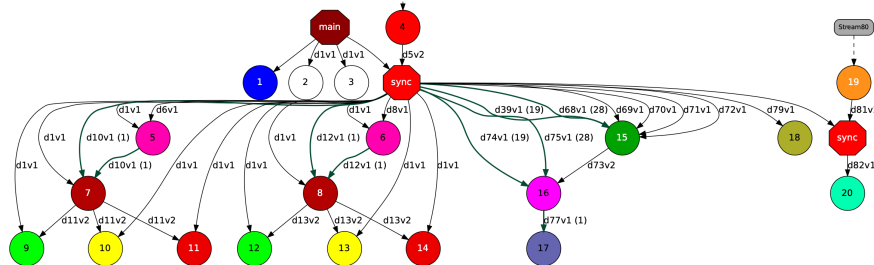 main
4
Stream80
d1v1
d1v1
d5v2
1
2
3
sync
19
d1v1
d6v1
d1v1
d8v1
d39v1 (19)
d68v1 (28)
d69v1
d70v1
d71v1
d72v1
d79v1
d81v1
d1v1
d1v1
d10v1 (1)
5
d1v1
d1v1
d1v1
d1v1
d12v1 (1)
6
d1v1
d1v1
d74v1 (19)
d75v1 (28)
15
18
sync
d10v1 (1)
d12v1 (1)
d73v2
d82v1
7
8
16
20
d11v2
d11v2
d11v2
d13v2
d13v2
d13v2
d77v1 (1)
9
10
11
12
13
14
17